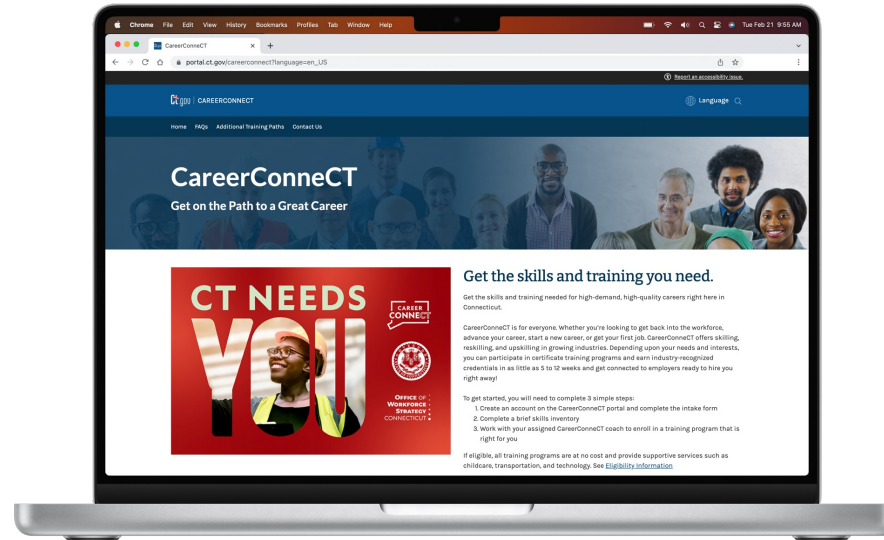 Chrome File Edit View History Bookmarks Profiles Tab Window Help Tue Feb 21 9:55 AM
CareerConneCT
portal.ct.gov/careerconnect?language=en_US
Report an accessibility issue.
Ct.gov | CAREERCONNECT Language
Home FAQs Additional Training Paths Contact Us
CareerConneCT
Get on the Path to a Great Career
CT NEEDS
YOU
CAREER
CONNECT
OFFICE OF
WORKFORCE
STRATEGY
CONNECTICUT
Get the skills and training you need.
Get the skills and training needed for high-demand, high-quality careers right here in
Connecticut.
CareerConneCT is for everyone. Whether you're looking to get back into the workforce,
advance your career, start a new career, or get your first job. CareerConneCT offers skilling,
reskilling, and upskilling in growing industries. Depending upon your needs and interests,
you can participate in certificate training programs and earn industry-recognized
credentials in as little as 5 to 12 weeks and get connected to employers ready to hire you
right away!
To get started, you will need to complete 3 simple steps:
1. Create an account on the CareerConneCT portal and complete the intake form
2. Complete a brief skills inventory
3. Work with your assigned CareerConneCT coach to enroll in a training program that is
right for you
If eligible, all training programs are at no cost and provide supportive services such as
childcare, transportation, and technology. See Eligibility Information